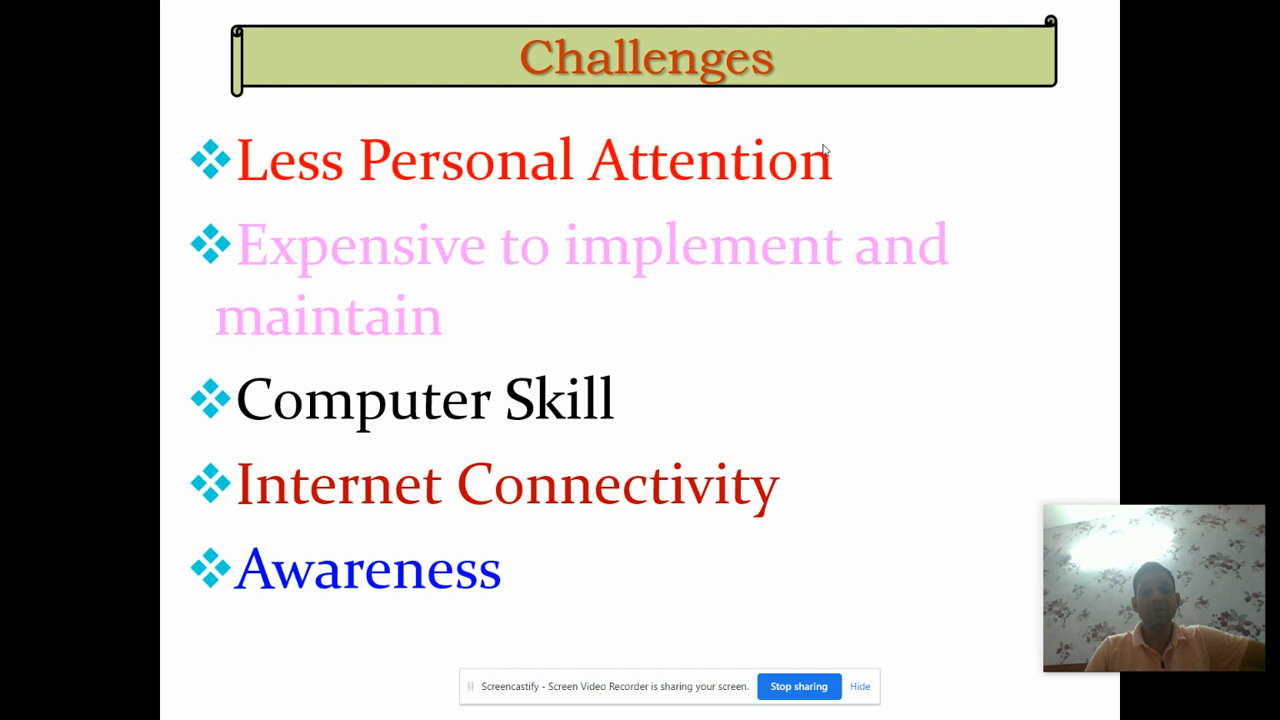 Challenges
Less Personal Attention
Expensive to implement and
maintain
Computer Skill
Internet Connectivity
Awareness
Screencastify - Screen Video Recorder is sharing your screen. Stop sharing Hide